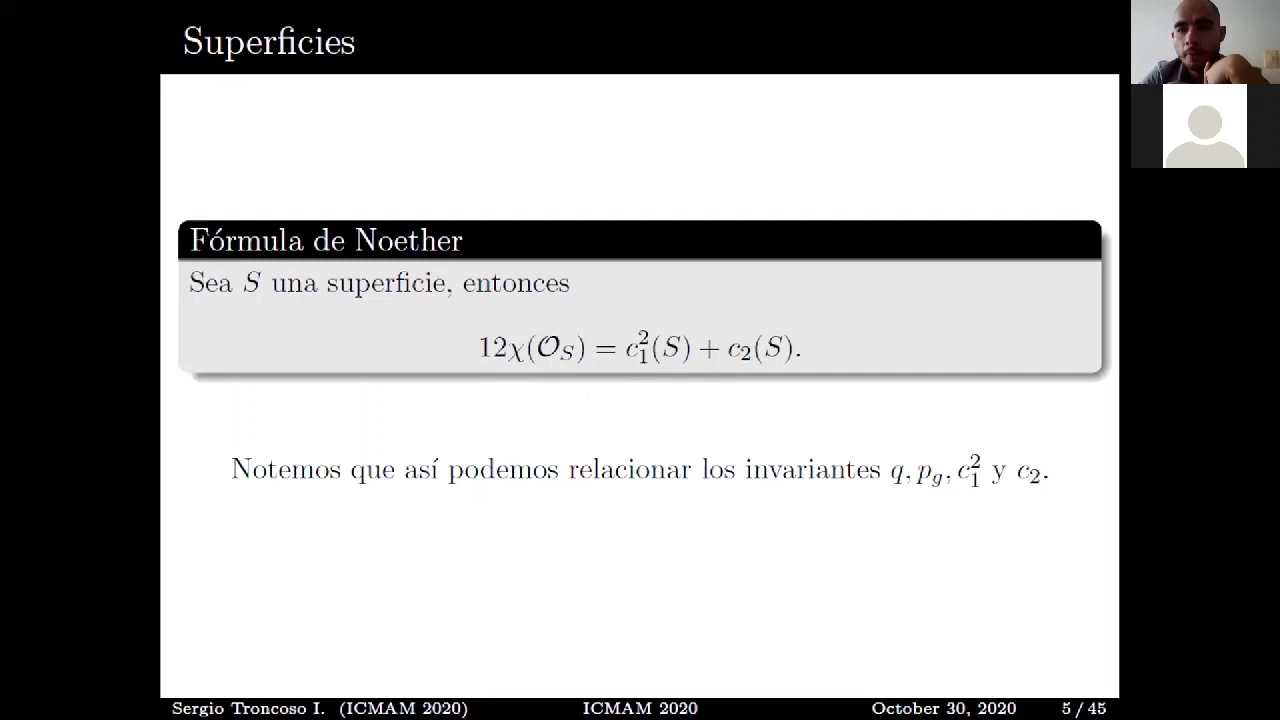 Superficies
Fórmula de Noether
Sea S una superficie, entonces
12χ(𝒪_S) = c_1^2(S) + c_2(S).
Notemos que así podemos relacionar los invariantes q, p_g, c_1^2 y c_2.
Sergio Troncoso I. (ICMAM 2020) ICMAM 2020 October 30, 2020 5 / 45